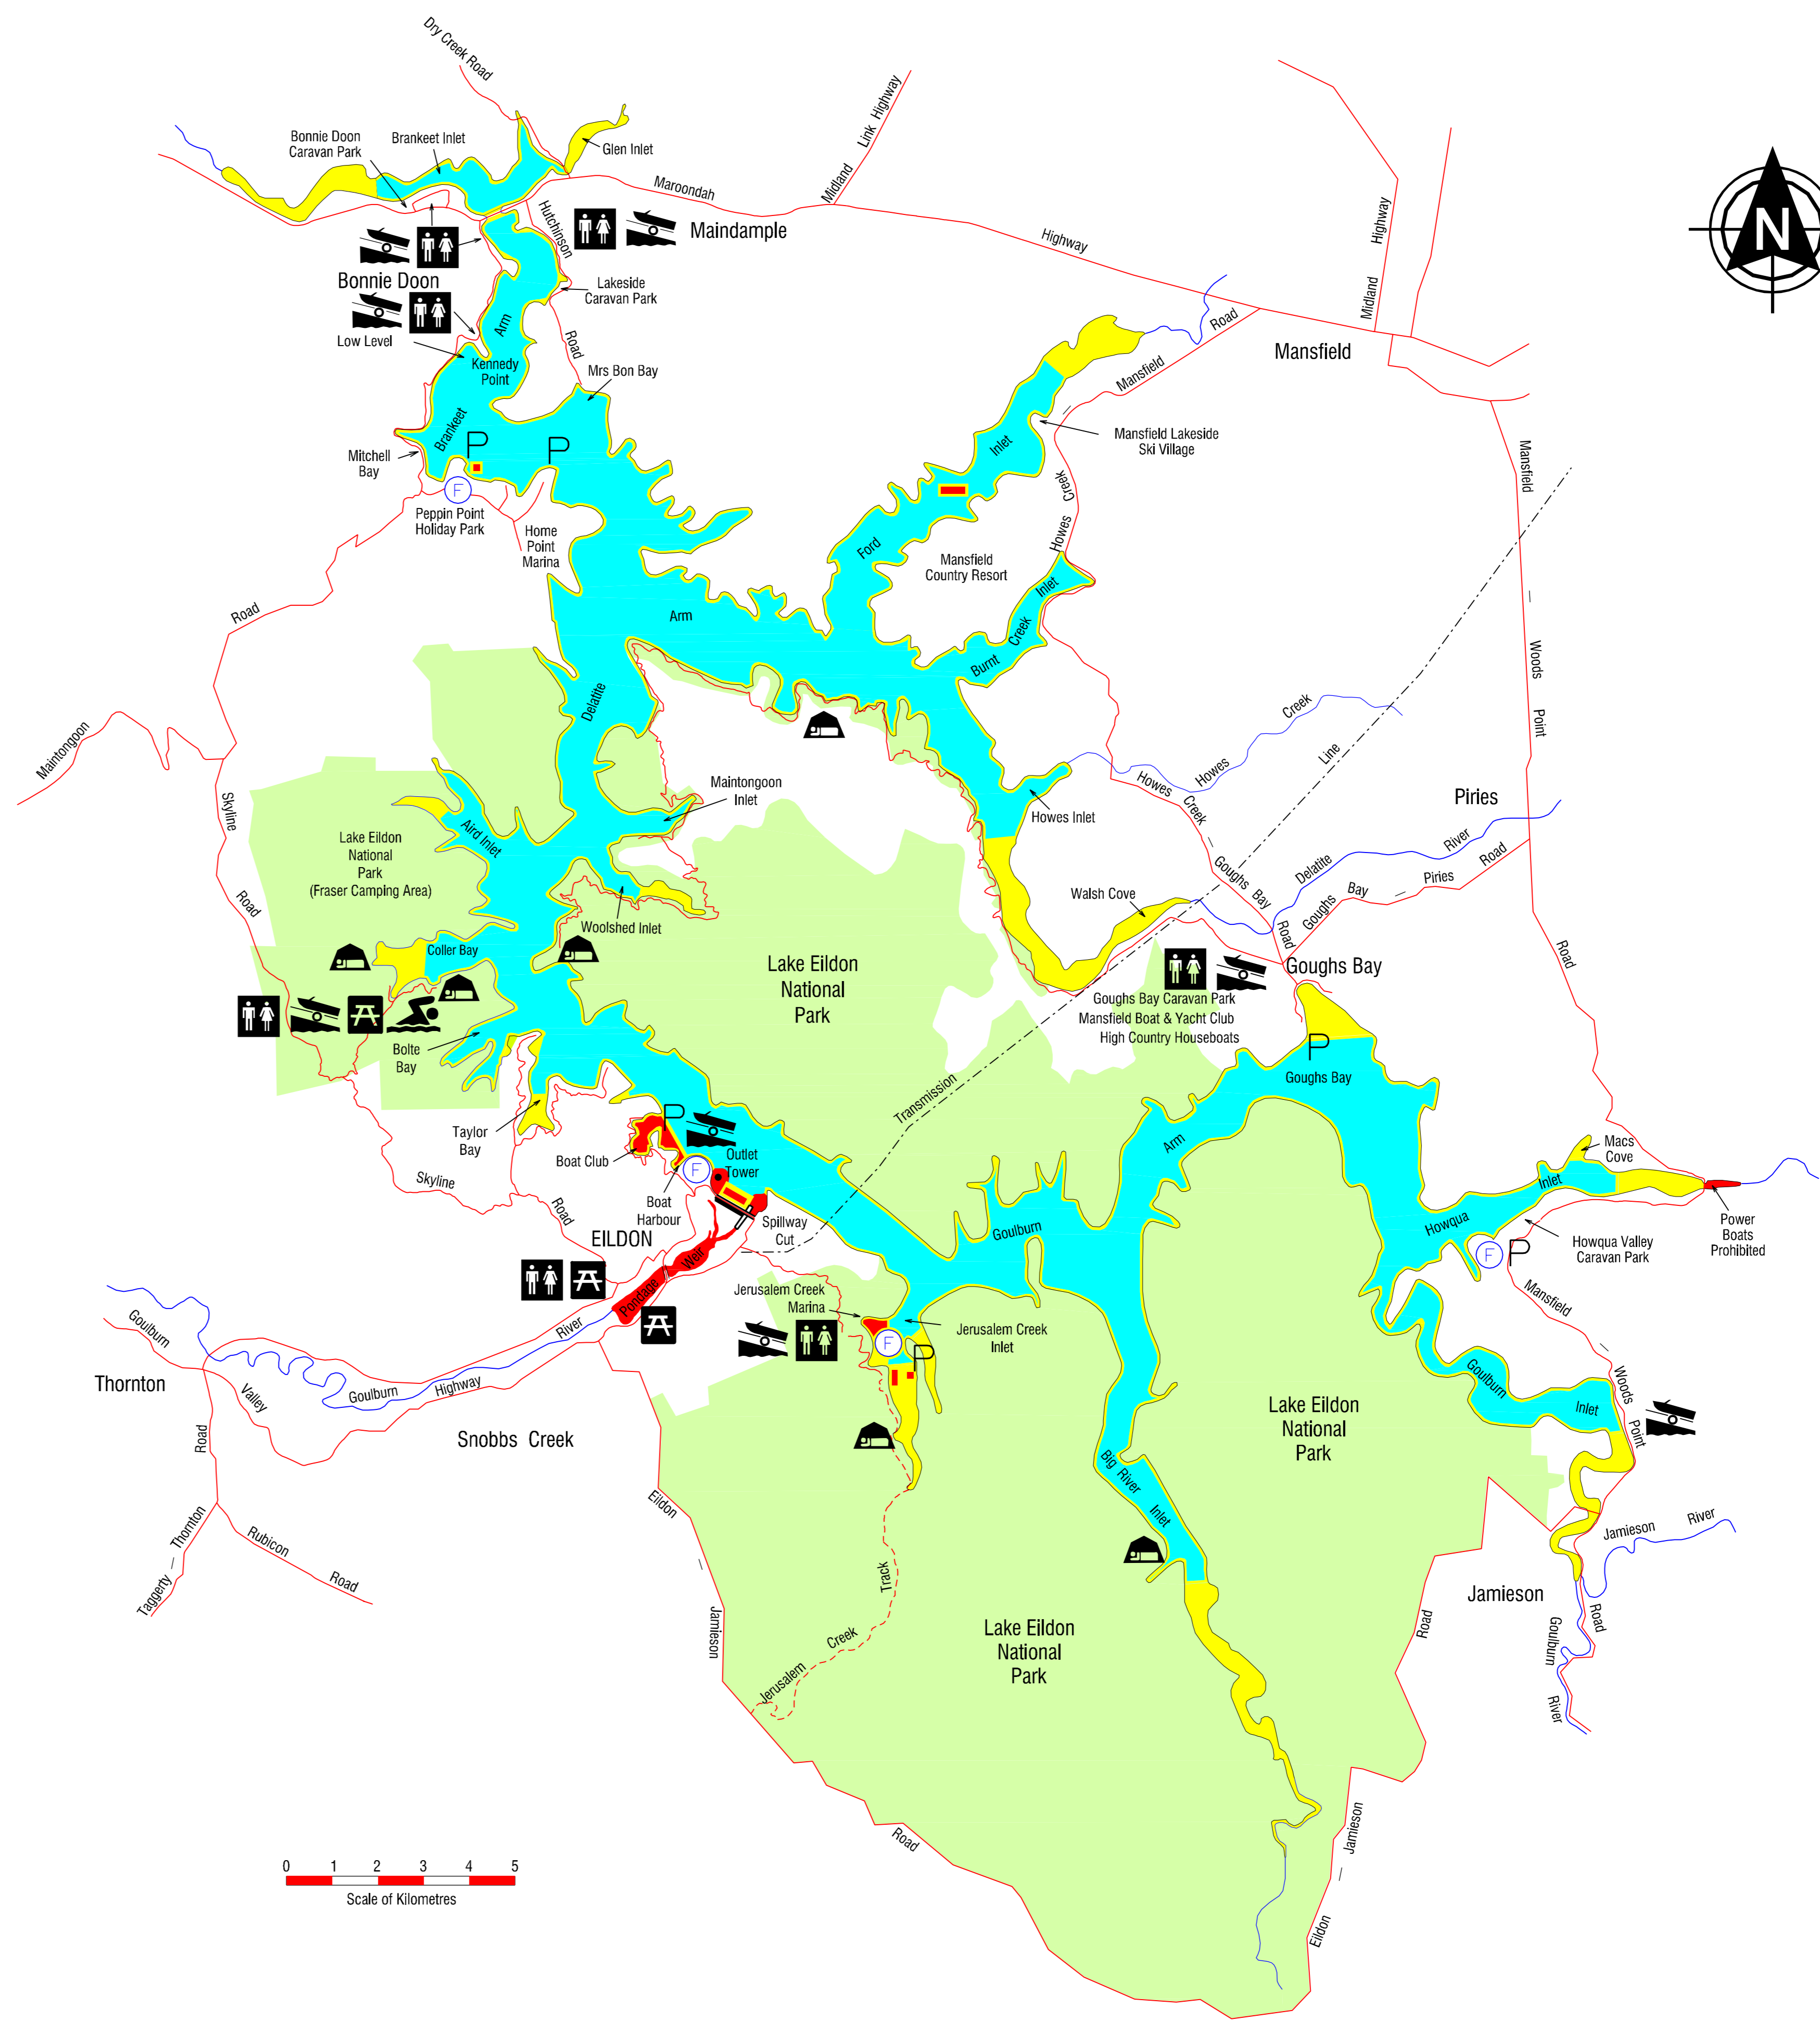 Dry Creek Road
Bonnie Doon
Caravan Park
Brankeet Inlet
Glen Inlet
Midland Link Highway
Maroondah
Highway
Hutchinson
Road
Maindample
Bonnie Doon
Lakeside
Caravan Park
Arm
Low Level
Kennedy
Point
Mrs Bon Bay
Brankeet
P
P
Mitchell
Bay
F
Peppin Point
Holiday Park
Home
Point
Marina
N
Midland
Highway
Mansfield
Road
Mansfield
Inlet
Mansfield Lakeside
Ski Village
Ford
Mansfield
Country Resort
Howes Creek
Burnt Creek Inlet
Mansfield
—
Woods
Point
Road
Arm
Road
Maintongoon
Skyline
Road
Delatite
Howes Creek
Howes Inlet
Howes Creek
—
Goughs Bay
Road
Line
Piries
Delatite River
Goughs Bay — Piries Road
Maintongoon
Inlet
Aird Inlet
Lake Eildon
National
Park
(Fraser Camping Area)
Woolshed Inlet
Walsh Cove
Coller Bay
Lake Eildon
National
Park
Goughs Bay
Goughs Bay Caravan Park
Mansfield Boat & Yacht Club
High Country Houseboats
P
Goughs Bay
Bolte
Bay
Transmission
Taylor
Bay
P
Boat Club
Outlet
Tower
F
Boat
Harbour
Spillway
Cut
Skyline
Road
EILDON
Weir
Pondage
Arm
Goulburn
Macs
Cove
Inlet
Howqua
Power
Boats
Prohibited
Howqua Valley
Caravan Park
F
P
Mansfield
—
Woods
Point
Jerusalem Creek
Marina
Jerusalem Creek
Inlet
F
P
Goulburn
Inlet
Goulburn
Valley
Highway
Goulburn
River
Thornton
Road
Snobbs Creek
Lake Eildon
National
Park
Big River
Inlet
Eildon
—
Jamieson
Taggerty — Thornton
Rubicon
Road
Track
Creek
Jerusalem
Jamieson River
Jamieson
Road
Goulburn
River
Lake Eildon
National
Park
Road
Road
Eildon — Jamieson
0 1 2 3 4 5
Scale of Kilometres